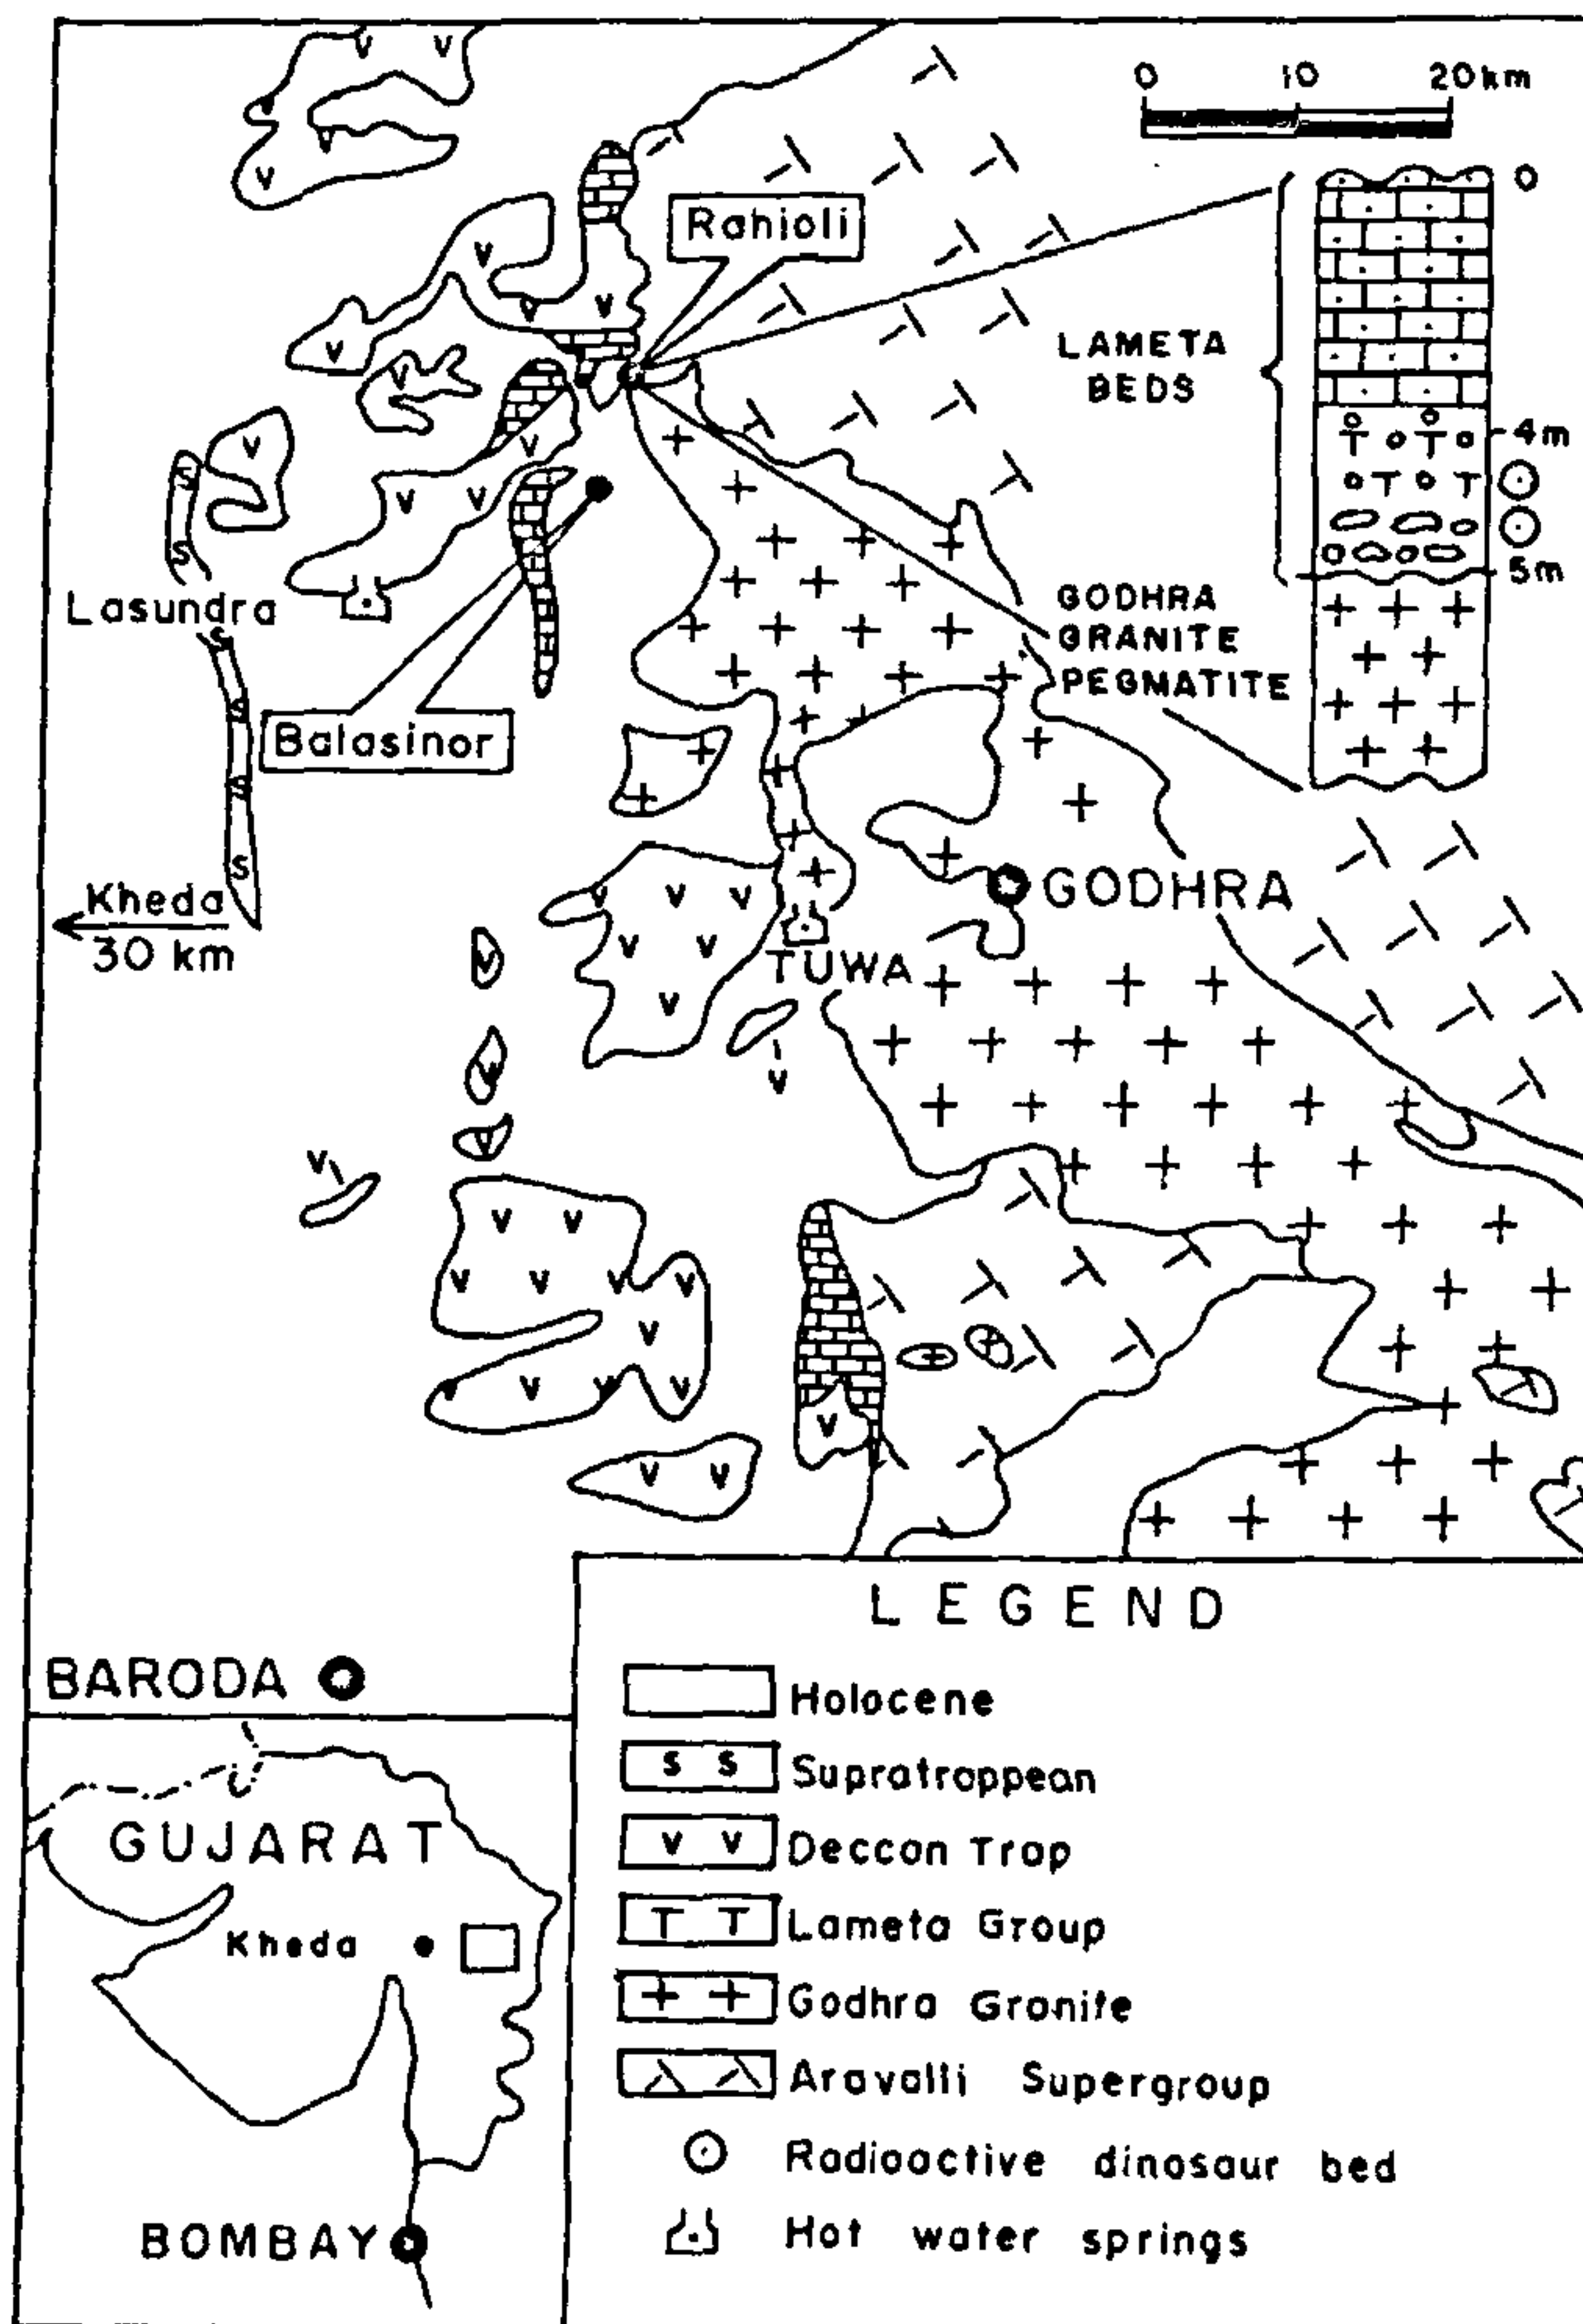 0 10 20km
Rahioli
0
LAMETA
BEDS
4m
5m
Lasundra
GODHRA
GRANITE
PEGMATITE
Balasinor
GODHRA
Kheda
30 km
TUWA
LEGEND
BARODA
Holocene
S S Supratrappean
V V Deccan Trap
T T Lameta Group
+ + Godhra Granite
Aravalli Supergroup
Radioactive dinosaur bed
Hot water springs
GUJARAT
Kheda
BOMBAY